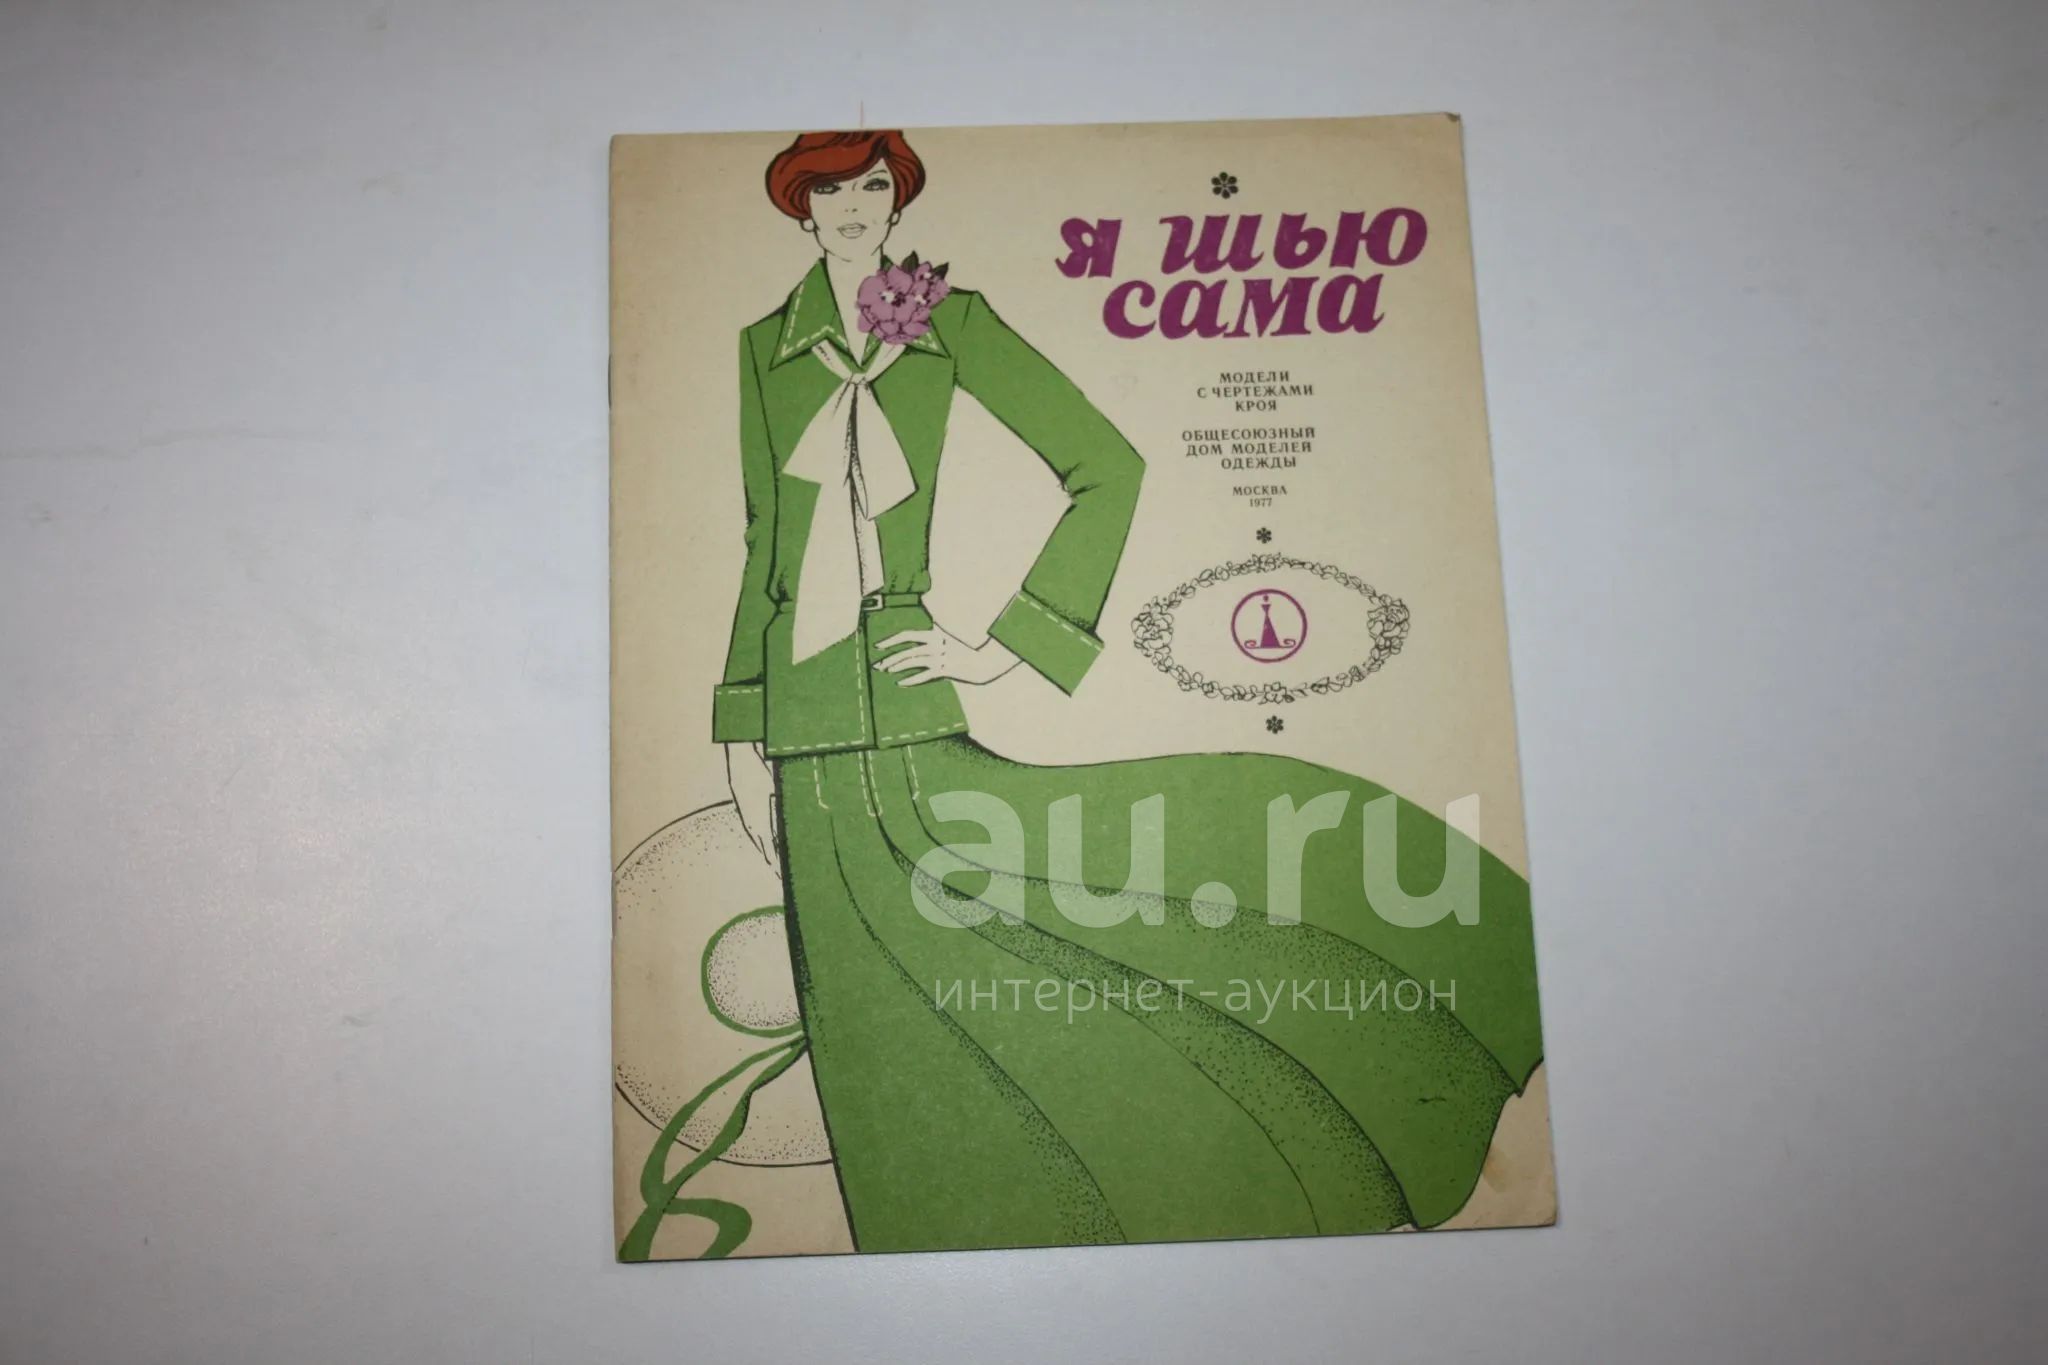 Я ШЬЮ
САМА
МОДЕЛИ
С ЧЕРТЕЖАМИ
КРОЯ
ОБЩЕСОЮЗНЫЙ
ДОМ МОДЕЛЕЙ
ОДЕЖДЫ
МОСКВА
1977
au.ru
интернет-аукцион